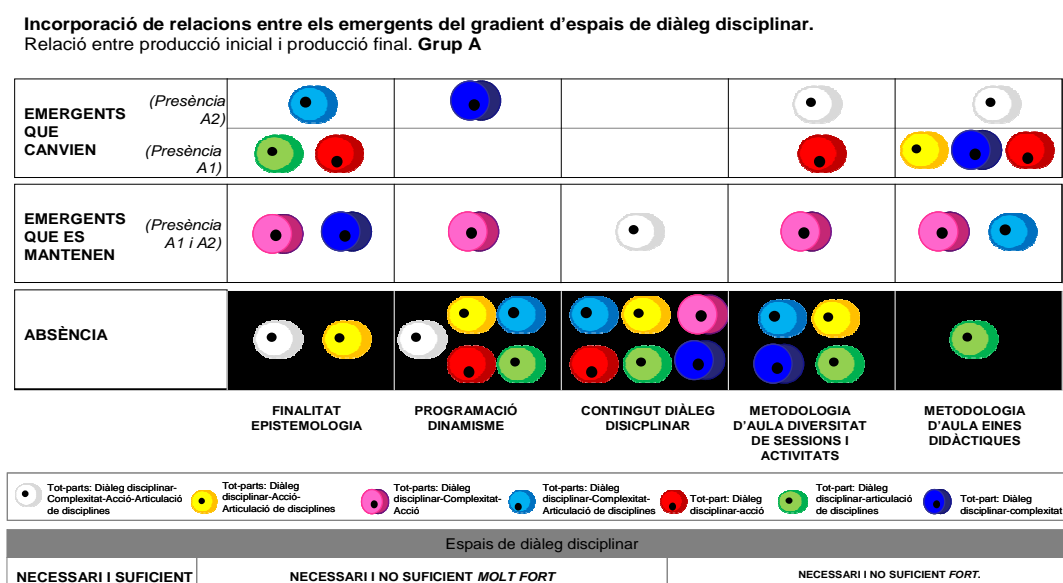 Incorporació de relacions entre els emergents del gradient d'espais de diàleg disciplinar.
Relació entre producció inicial i producció final. Grup A
EMERGENTS
QUE
CANVIEN
(Presència
A2)
(Presència
A1)
EMERGENTS
QUE ES
MANTENEN
(Presència
A1 i A2)
ABSÈNCIA
FINALITAT
EPISTEMOLOGIA
PROGRAMACIÓ
DINAMISME
CONTINGUT DIÀLEG
DISICPLINAR
METODOLOGIA
D'AULA DIVERSITAT
DE SESSIONS I
ACTIVITATS
METODOLOGIA
D'AULA EINES
DIDÀCTIQUES
Tot-parts: Diàleg disciplinar-
Complexitat-Acció-Articulació
de disciplines
Tot-parts: Diàleg
disciplinar-Acció-
Articulació de disciplines
Tot-parts: Diàleg
disciplinar-Complexitat-
Acció
Tot-parts: Diàleg
disciplinar-Complexitat-
Articulació de disciplines
Tot-part: Diàleg
disciplinar-acció
Tot-part: Diàleg
disciplinar-articulació
de disciplines
Tot-part: Diàleg
disciplinar-complexitat
Espais de diàleg disciplinar
NECESSARI I SUFICIENT
NECESSARI I NO SUFICIENT MOLT FORT
NECESSARI I NO SUFICIENT FORT.